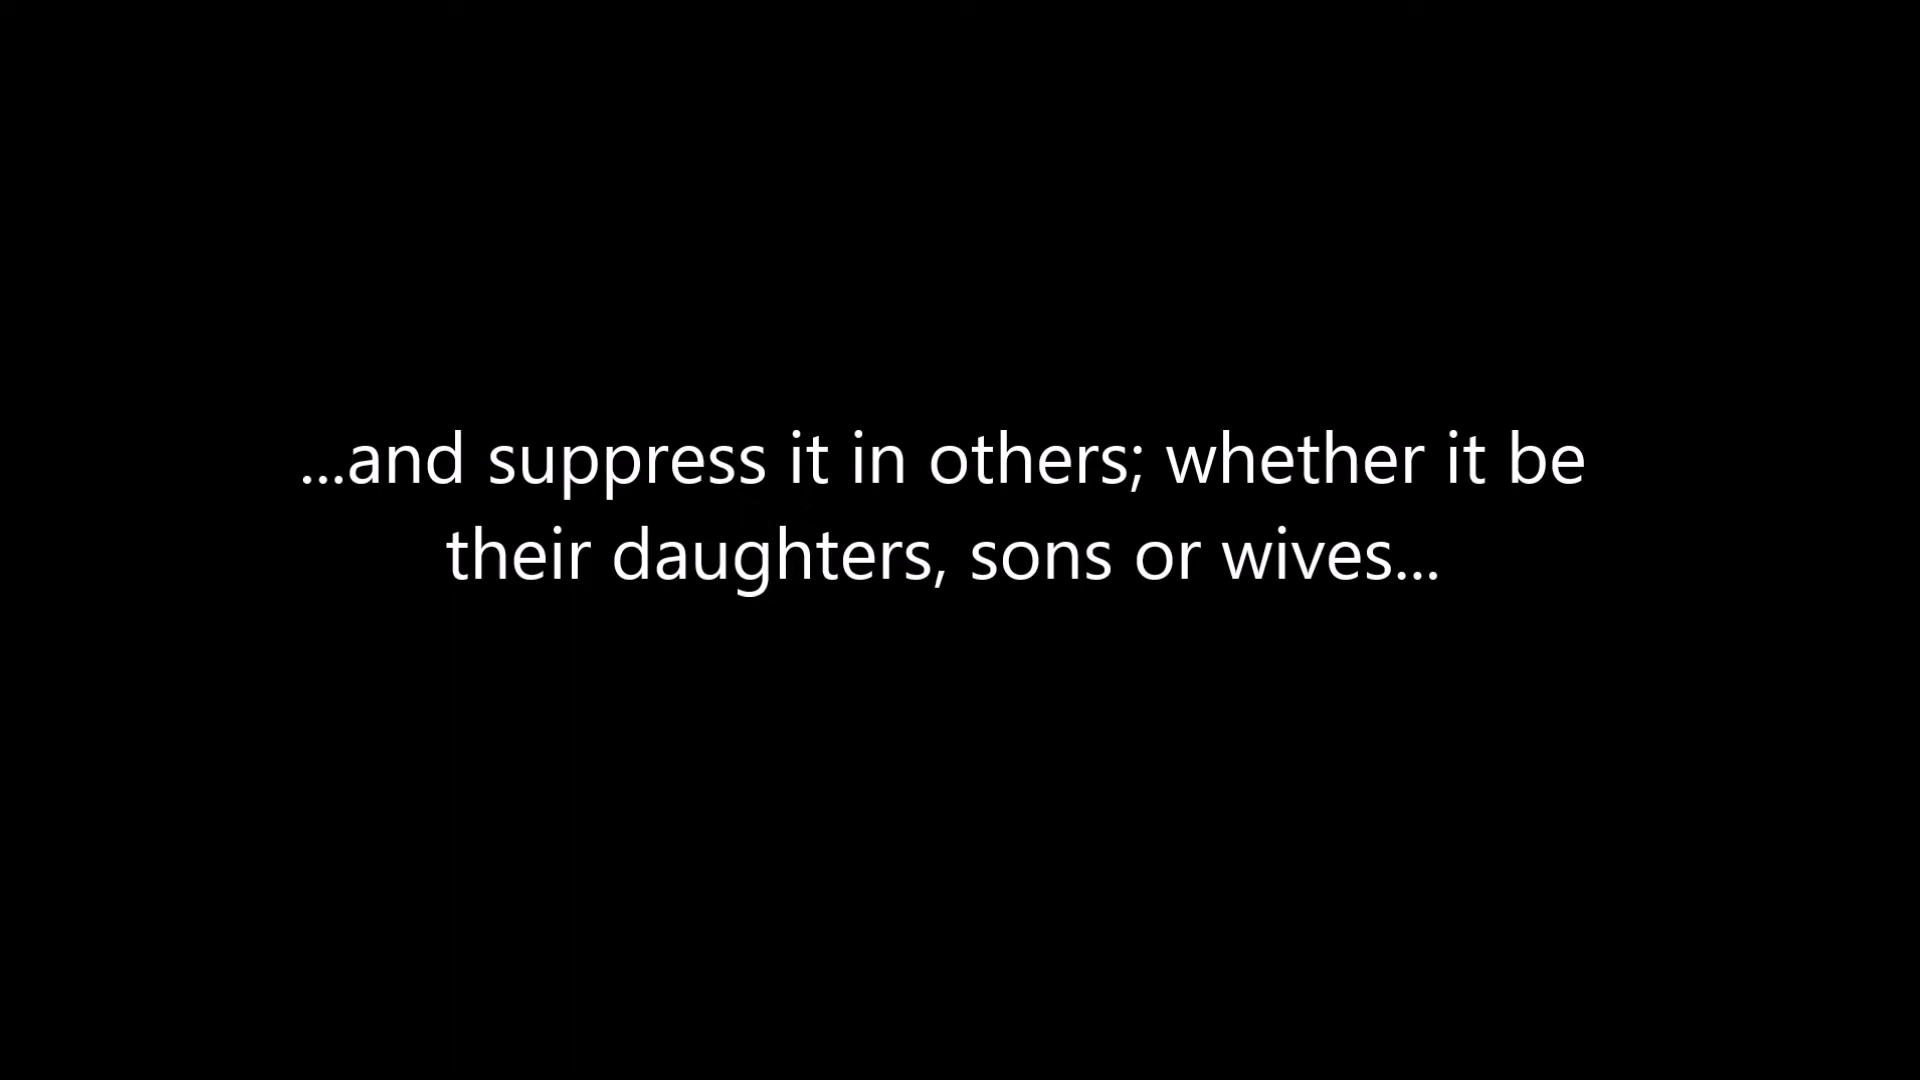 ...and suppress it in others; whether it be
their daughters, sons or wives...